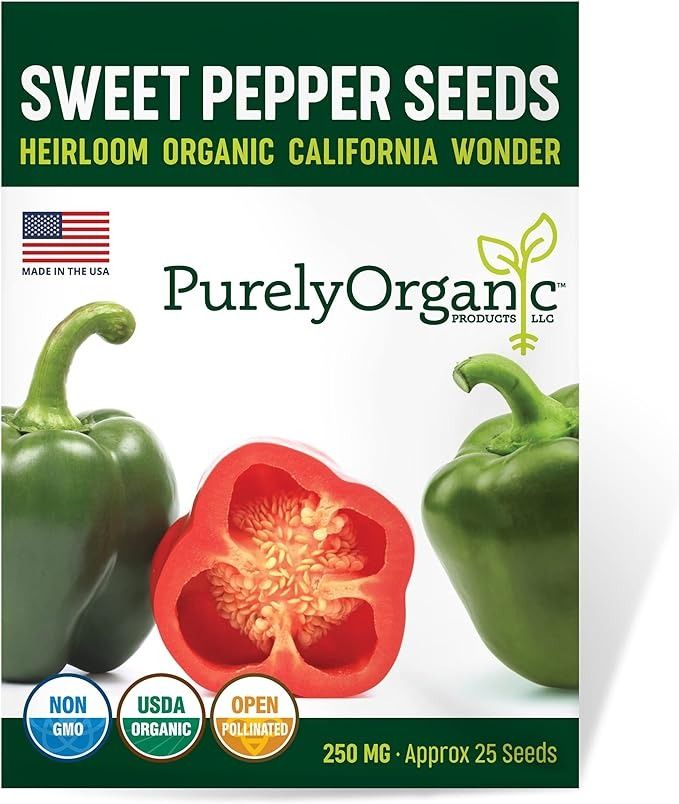 SWEET PEPPER SEEDS
HEIRLOOM ORGANIC CALIFORNIA WONDER
MADE IN THE USA
PurelyOrganic™
PRODUCTS LLC
NON
GMO
USDA
ORGANIC
OPEN
POLLINATED
250 MG · Approx 25 Seeds